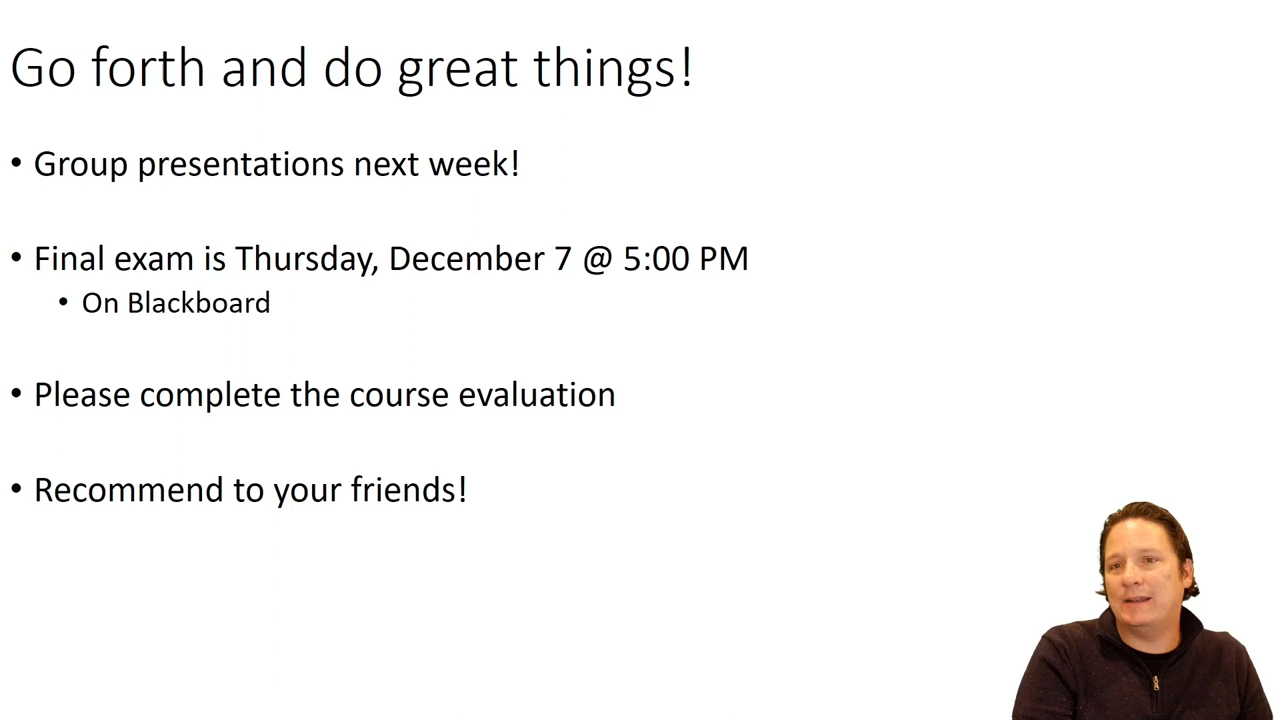 Go forth and do great things!
• Group presentations next week!
• Final exam is Thursday, December 7 @ 5:00 PM
• On Blackboard
• Please complete the course evaluation
• Recommend to your friends!